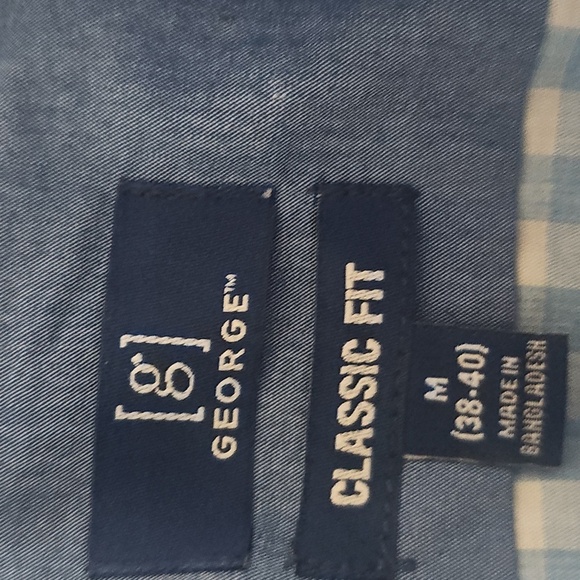 [g]
GEORGE™
CLASSIC FIT
M
(38-40)
MADE IN
BANGLADESH